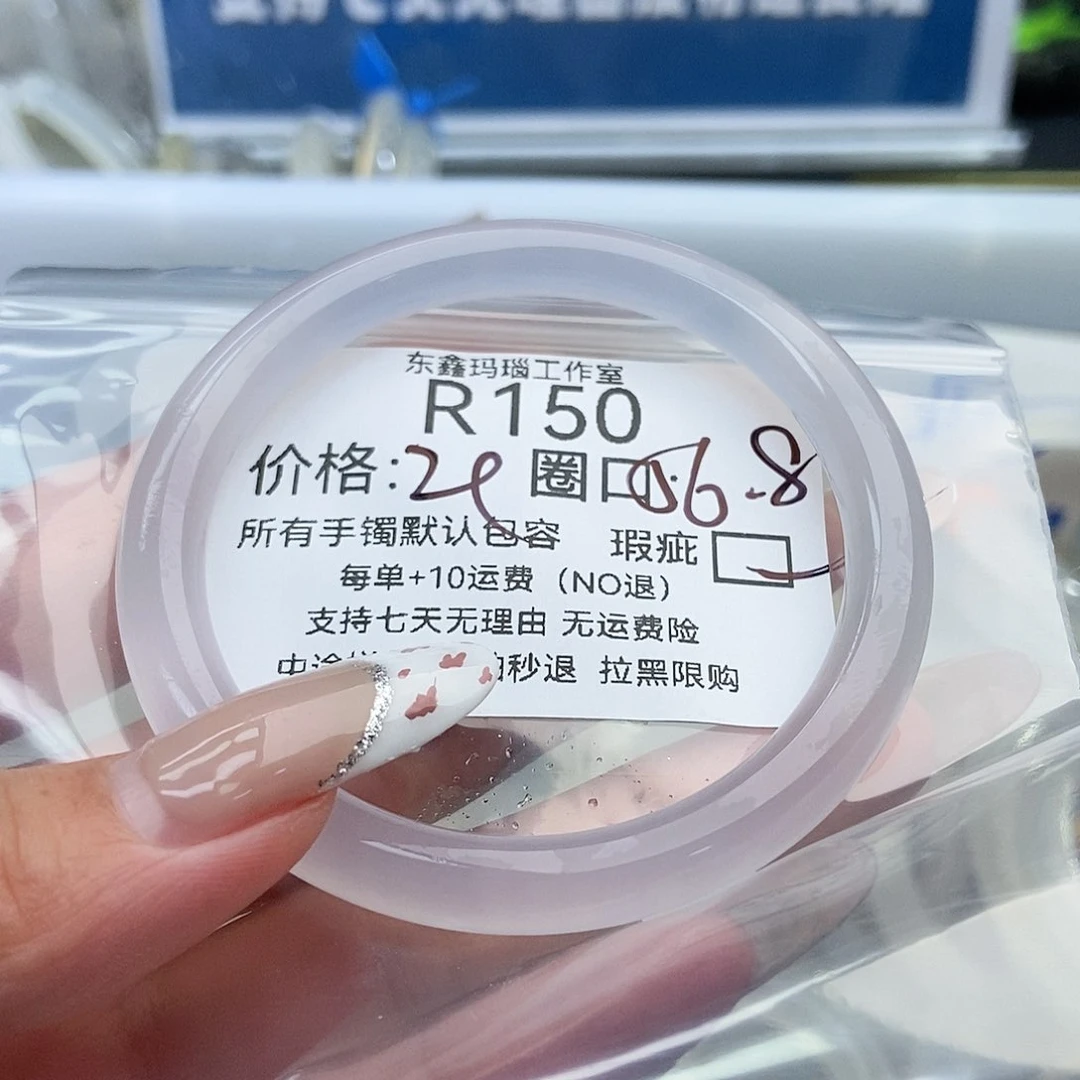 东鑫玛瑙工作室
R150
价格: 圈口 56.8
所有手镯默认包容 瑕疵
每单+10运费（NO退）
支持七天无理由 无运费险
中途 秒退 拉黑限购